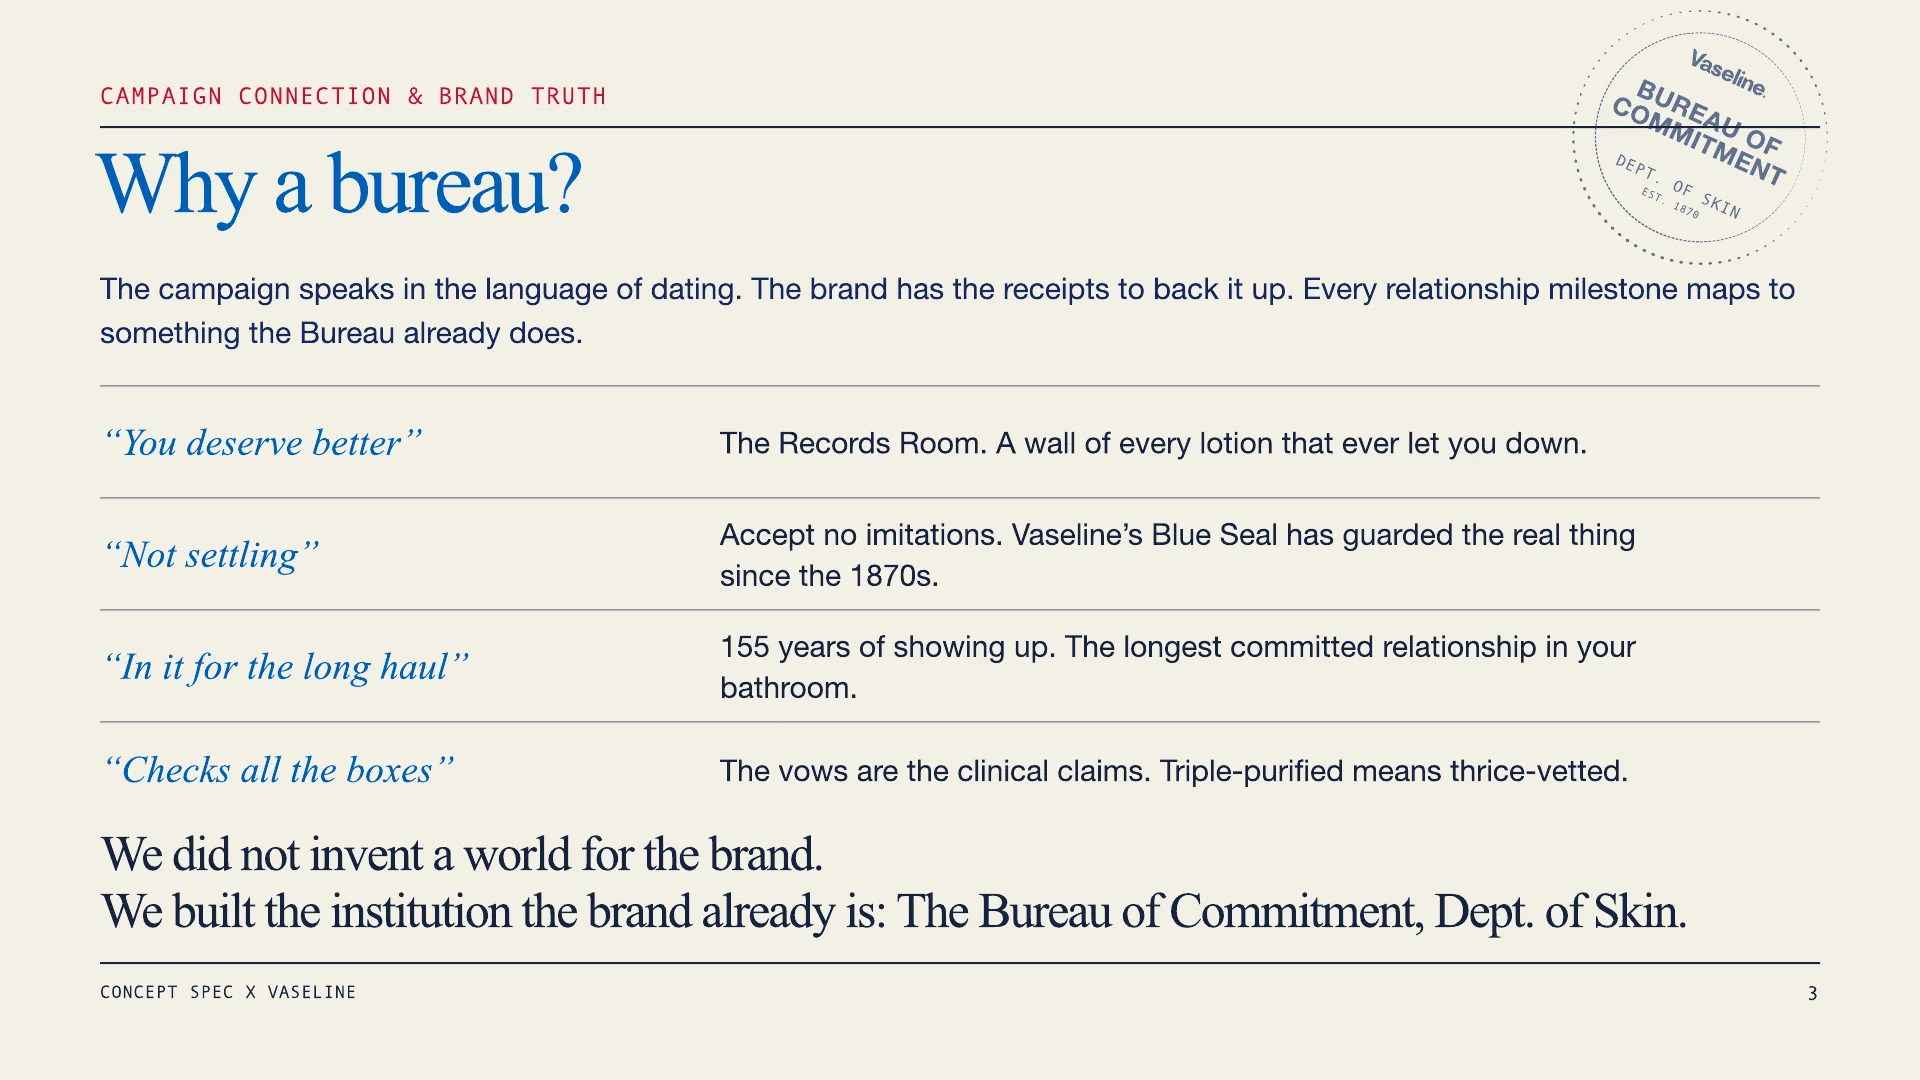 CAMPAIGN CONNECTION & BRAND TRUTH
Vaseline.
BUREAU OF
COMMITMENT
DEPT. OF SKIN
EST. 1870
Why a bureau?
The campaign speaks in the language of dating. The brand has the receipts to back it up. Every relationship milestone maps to
something the Bureau already does.
“You deserve better”
The Records Room. A wall of every lotion that ever let you down.
“Not settling”
Accept no imitations. Vaseline’s Blue Seal has guarded the real thing
since the 1870s.
“In it for the long haul”
155 years of showing up. The longest committed relationship in your
bathroom.
“Checks all the boxes”
The vows are the clinical claims. Triple-purified means thrice-vetted.
We did not invent a world for the brand.
We built the institution the brand already is: The Bureau of Commitment, Dept. of Skin.
CONCEPT SPEC X VASELINE
3